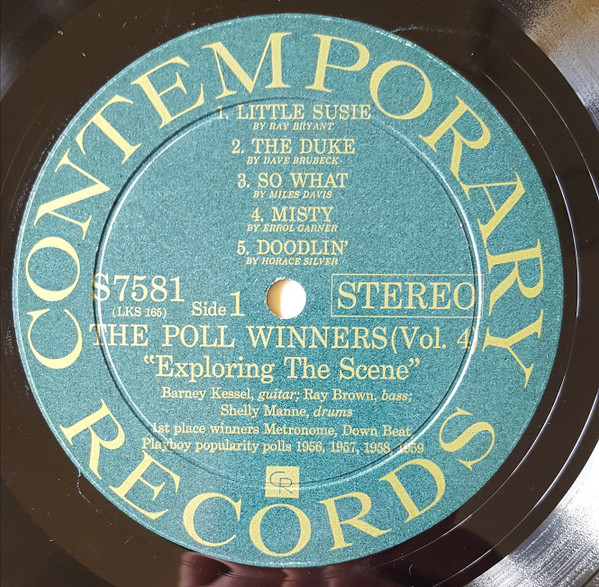 CONTEMPORARY
1. LITTLE SUSIE
BY RAY BRYANT
2. THE DUKE
BY DAVE BRUBECK
3. SO WHAT
BY MILES DAVIS
4. MISTY
BY ERROL GARNER
5. DOODLIN'
BY HORACE SILVER
S7581
(LKS 165)
Side 1
STEREO
THE POLL WINNERS (Vol. 4)
"Exploring The Scene"
Barney Kessel, guitar; Ray Brown, bass;
Shelly Manne, drums
1st place winners Metronome, Down Beat
Playboy popularity polls 1956, 1957, 1958, 1959
CR
RECORDS